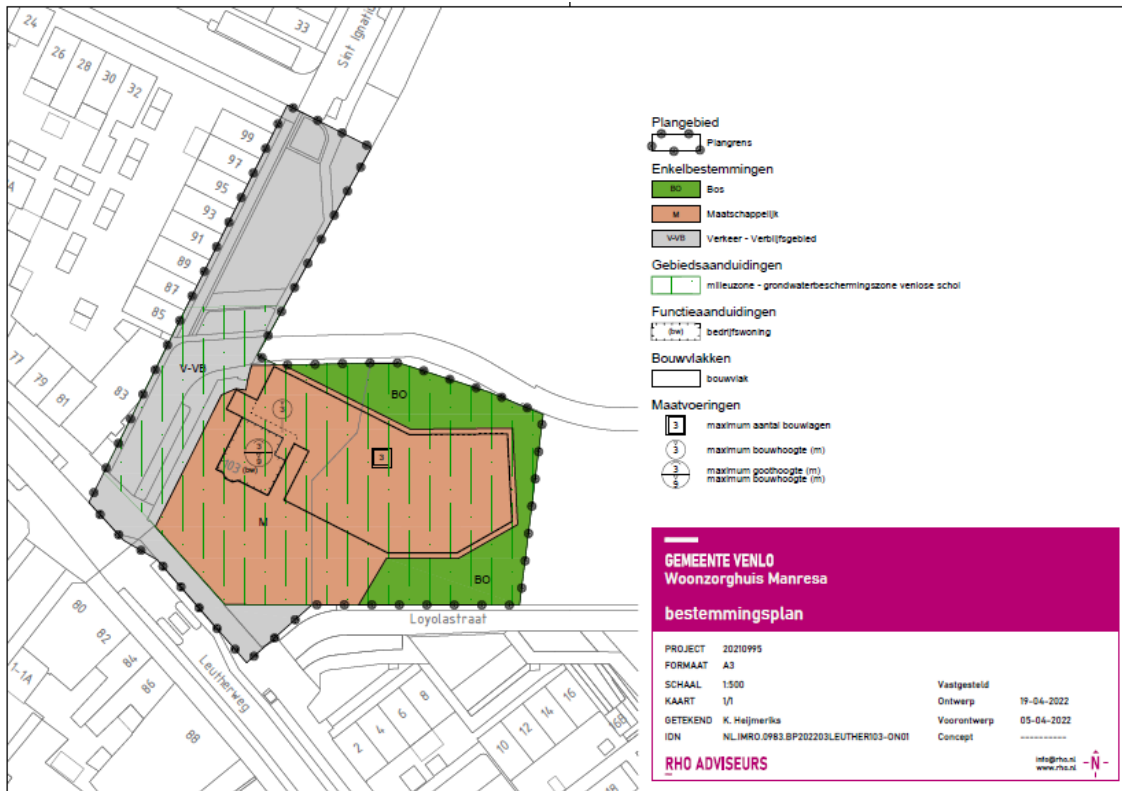 24
26
28
30
32
33
Sint Ignatiu
A
99
97
95
93
91
89
87
85
83
77
79
81
V-VB
BO
3
3
9
103
(bw)
3
M
BO
Loyolastraat
Leutherweg
80
82
84
86
88
1-1A
2
4
6
8
10
12
14
16
16B
18
Plangebied
Plangrens
Enkelbestemmingen
BO Bos
M Maatschappelijk
V-VB Verkeer - Verblijfsgebied
Gebiedsaanduidingen
milieuzone - grondwaterbeschermingszone venlose schol
Functieaanduidingen
(bw) bedrijfswoning
Bouwvlakken
bouwvlak
Maatvoeringen
3 maximum aantal bouwlagen
3 maximum bouwhoogte (m)
3 maximum goothoogte (m)
9 maximum bouwhoogte (m)
GEMEENTE VENLO
Woonzorghuis Manresa
bestemmingsplan
PROJECT 20210995
FORMAAT A3
SCHAAL 1:500 Vastgesteld
KAART 1/1 Ontwerp 19-04-2022
GETEKEND K. Heijmeriks Voorontwerp 05-04-2022
IDN NL.IMRO.0983.BP202203LEUTHER103-ON01 Concept ----------
RHO ADVISEURS
info@rho.nl
www.rho.nl
N